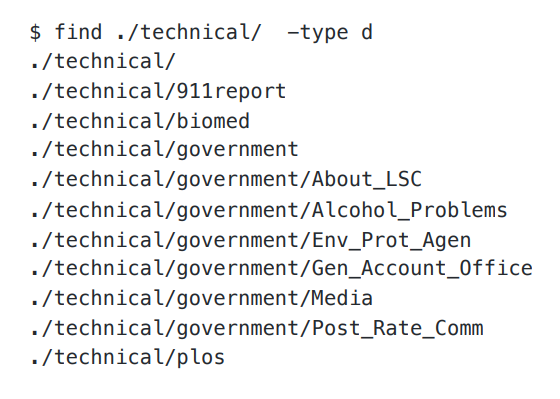 $ find ./technical/  -type d
./technical/
./technical/911report
./technical/biomed
./technical/government
./technical/government/About_LSC
./technical/government/Alcohol_Problems
./technical/government/Env_Prot_Agen
./technical/government/Gen_Account_Office
./technical/government/Media
./technical/government/Post_Rate_Comm
./technical/plos